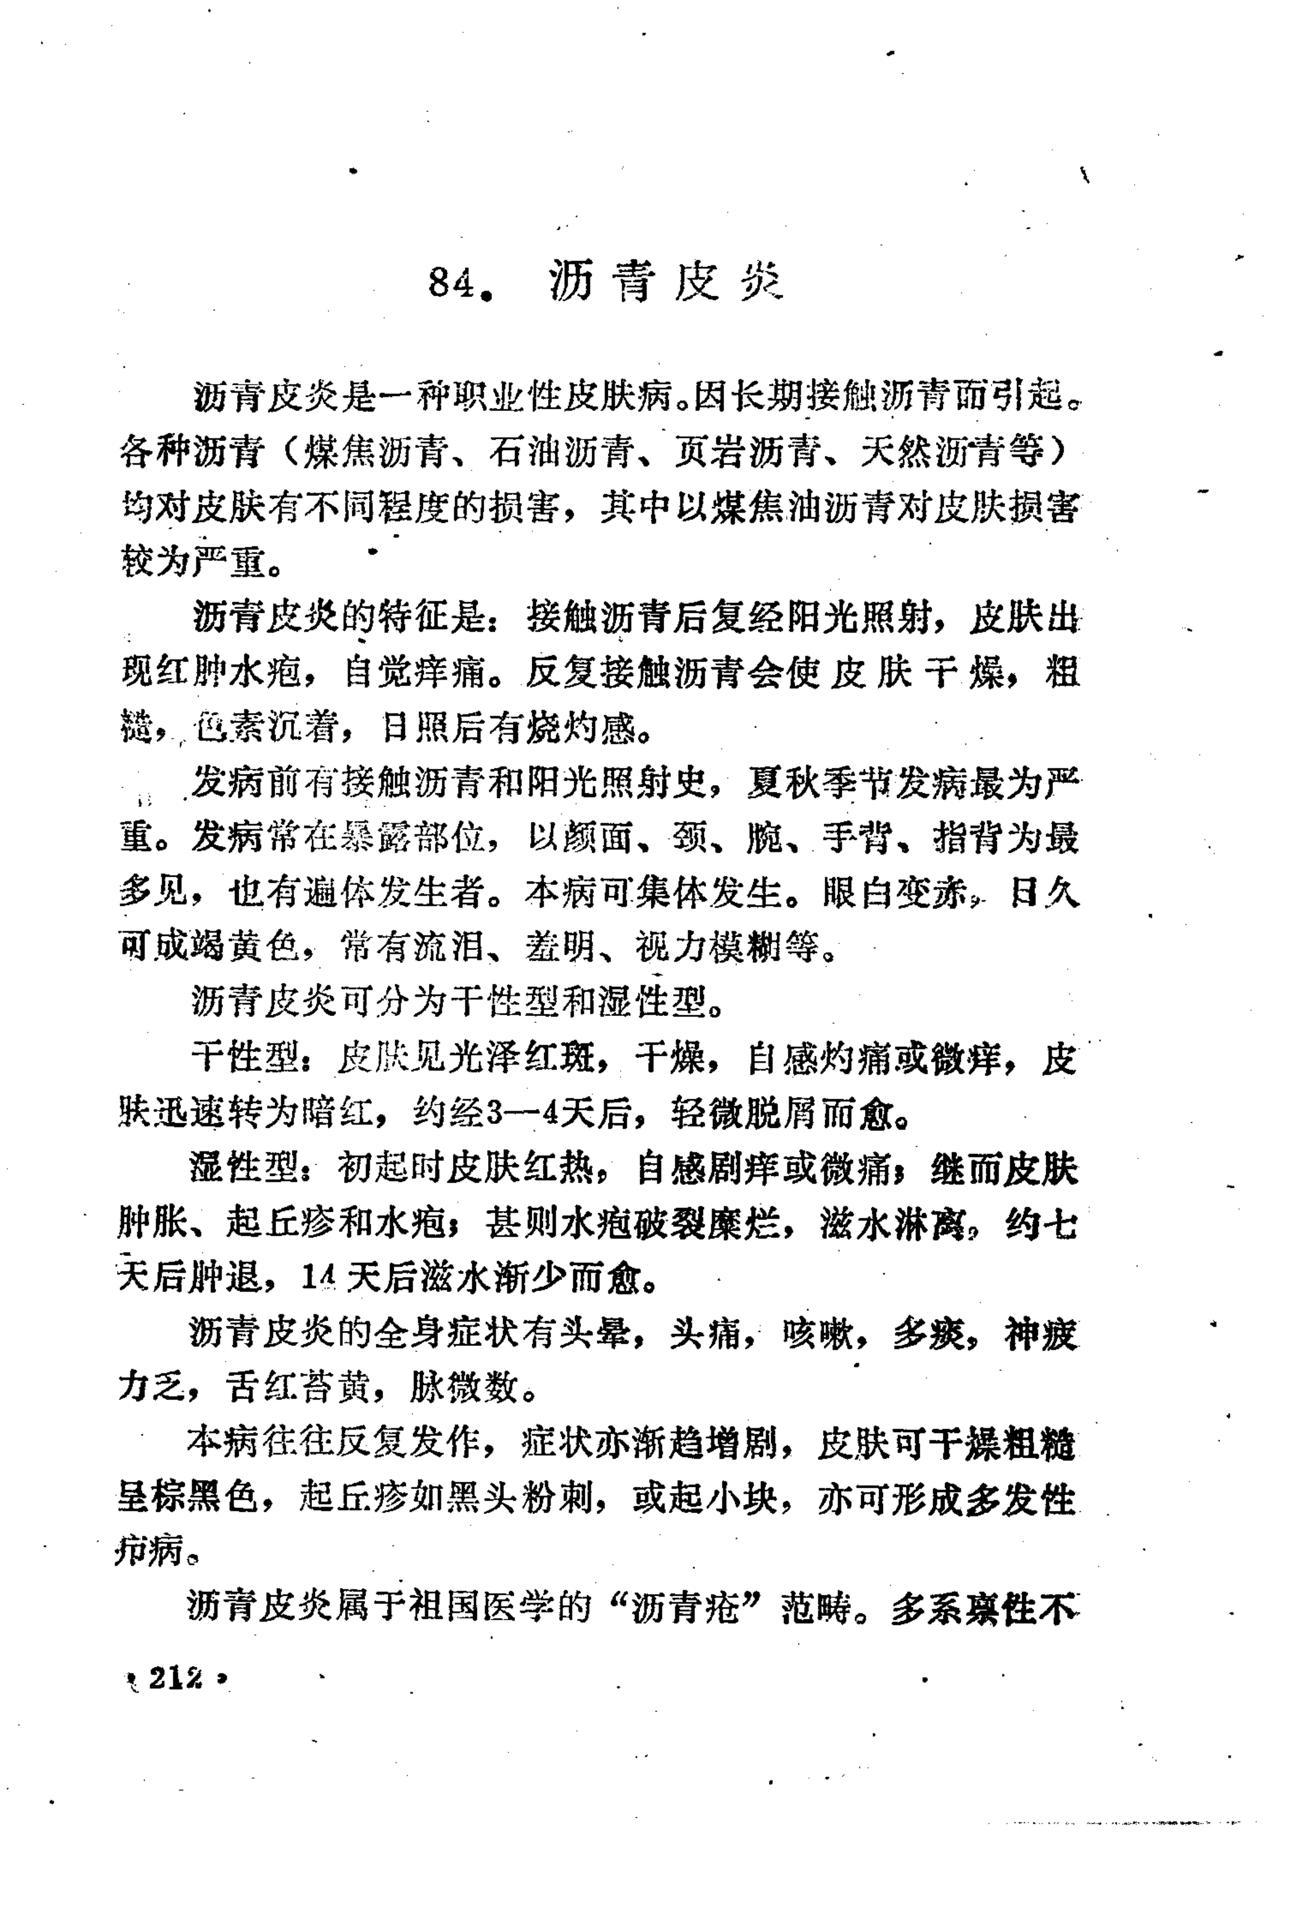 84. 沥青皮炎
沥青皮炎是一种职业性皮肤病。因长期接触沥青而引起。
各种沥青（煤焦沥青、石油沥青、页岩沥青、天然沥青等）
均对皮肤有不同程度的损害，其中以煤焦油沥青对皮肤损害
较为严重。
沥青皮炎的特征是：接触沥青后复经阳光照射，皮肤出
现红肿水疱，自觉痒痛。反复接触沥青会使皮肤干燥，粗
糙，色素沉着，日照后有烧灼感。
发病前有接触沥青和阳光照射史，夏秋季节发病最为严
重。发病常在暴露部位，以颜面、颈、腕、手背、指背为最
多见，也有遍体发生者。本病可集体发生。眼白变赤，日久
可成竭黄色，常有流泪、羞明、视力模糊等。
沥青皮炎可分为干性型和湿性型。
干性型：皮肤见光泽红斑，干燥，自感灼痛或微痒，皮
肤迅速转为暗红，约经3—4天后，轻微脱屑而愈。
湿性型：初起时皮肤红热，自感剧痒或微痛；继而皮肤
肿胀、起丘疹和水疱；甚则水疱破裂糜烂，滋水淋离，约七
天后肿退，14天后滋水渐少而愈。
沥青皮炎的全身症状有头晕，头痛，咳嗽，多痰，神疲
力乏，舌红苔黄，脉微数。
本病往往反复发作，症状亦渐趋增剧，皮肤可干燥粗糙
呈棕黑色，起丘疹如黑头粉刺，或起小块，亦可形成多发性
疖病。
沥青皮炎属于祖国医学的“沥青疮”范畴。多系禀性不
·212·